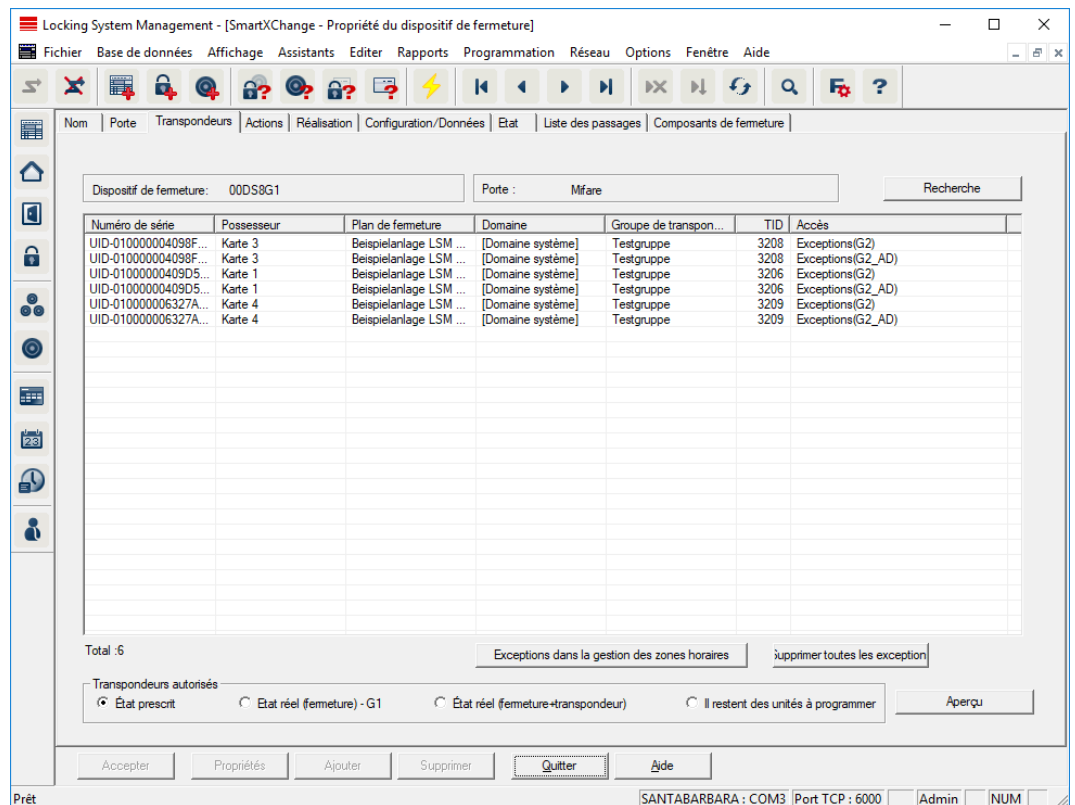 Locking System Management - [SmartXChange - Propriété du dispositif de fermeture]
Fichier Base de données Affichage Assistants Editer Rapports Programmation Réseau Options Fenêtre Aide
Nom Porte Transpondeurs Actions Réalisation Configuration/Données Etat Liste des passages Composants de fermeture
Dispositif de fermeture: 00DS8G1 Porte : Mifare Recherche
Numéro de série Possesseur Plan de fermeture Domaine Groupe de transpon... TID Accès
UID-010000004098F... Karte 3 Beispielanlage LSM ... [Domaine système] Testgruppe 3208 Exceptions(G2)
UID-010000004098F... Karte 3 Beispielanlage LSM ... [Domaine système] Testgruppe 3208 Exceptions(G2_AD)
UID-010000000409D5... Karte 1 Beispielanlage LSM ... [Domaine système] Testgruppe 3206 Exceptions(G2)
UID-010000000409D5... Karte 1 Beispielanlage LSM ... [Domaine système] Testgruppe 3206 Exceptions(G2_AD)
UID-010000006327A... Karte 4 Beispielanlage LSM ... [Domaine système] Testgruppe 3209 Exceptions(G2)
UID-010000006327A... Karte 4 Beispielanlage LSM ... [Domaine système] Testgruppe 3209 Exceptions(G2_AD)
23
Total :6
Exceptions dans la gestion des zones horaires Supprimer toutes les exception
Transpondeurs autorisés
État prescrit Etat réel (fermeture) - G1 État réel (fermeture+transpondeur) Il restent des unités à programmer Aperçu
Accepter Propriétés Ajouter Supprimer Quitter Aide
Prêt SANTABARBARA : COM3 Port TCP : 6000 Admin NUM